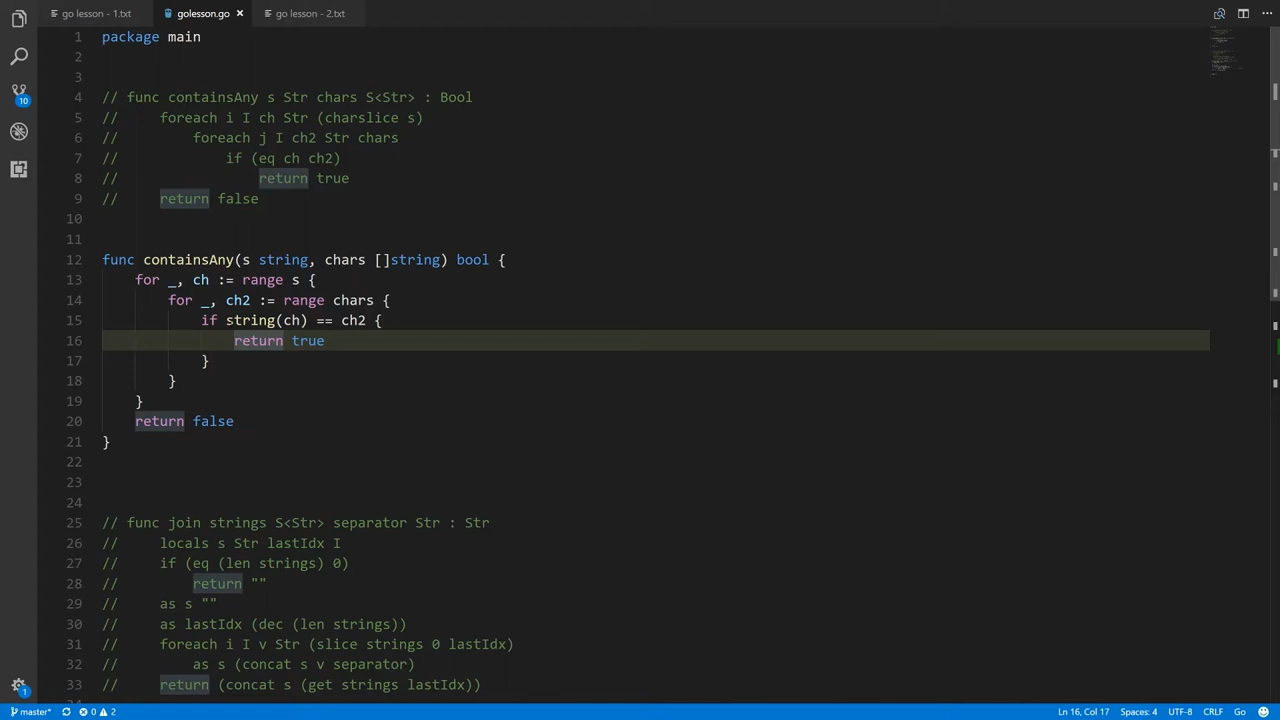 go lesson - 1.txt golesson.go × go lesson - 2.txt
1 package main
2
3
4 // func containsAny s Str chars S<Str> : Bool
5 //     foreach i I ch Str (charslice s)
6 //         foreach j I ch2 Str chars
7 //             if (eq ch ch2)
8 //                 return true
9 //     return false
10
11
12 func containsAny(s string, chars []string) bool {
13     for _, ch := range s {
14         for _, ch2 := range chars {
15             if string(ch) == ch2 {
16                 return true
17             }
18         }
19     }
20     return false
21 }
22
23
24
25 // func join strings S<Str> separator Str : Str
26 //     locals s Str lastIdx I
27 //     if (eq (len strings) 0)
28 //         return ""
29 //     as s ""
30 //     as lastIdx (dec (len strings))
31 //     foreach i I v Str (slice strings 0 lastIdx)
32 //         as s (concat s v separator)
33 //     return (concat s (get strings lastIdx))
10
1
master* 0 2 Ln 16, Col 17 Spaces: 4 UTF-8 CRLF Go